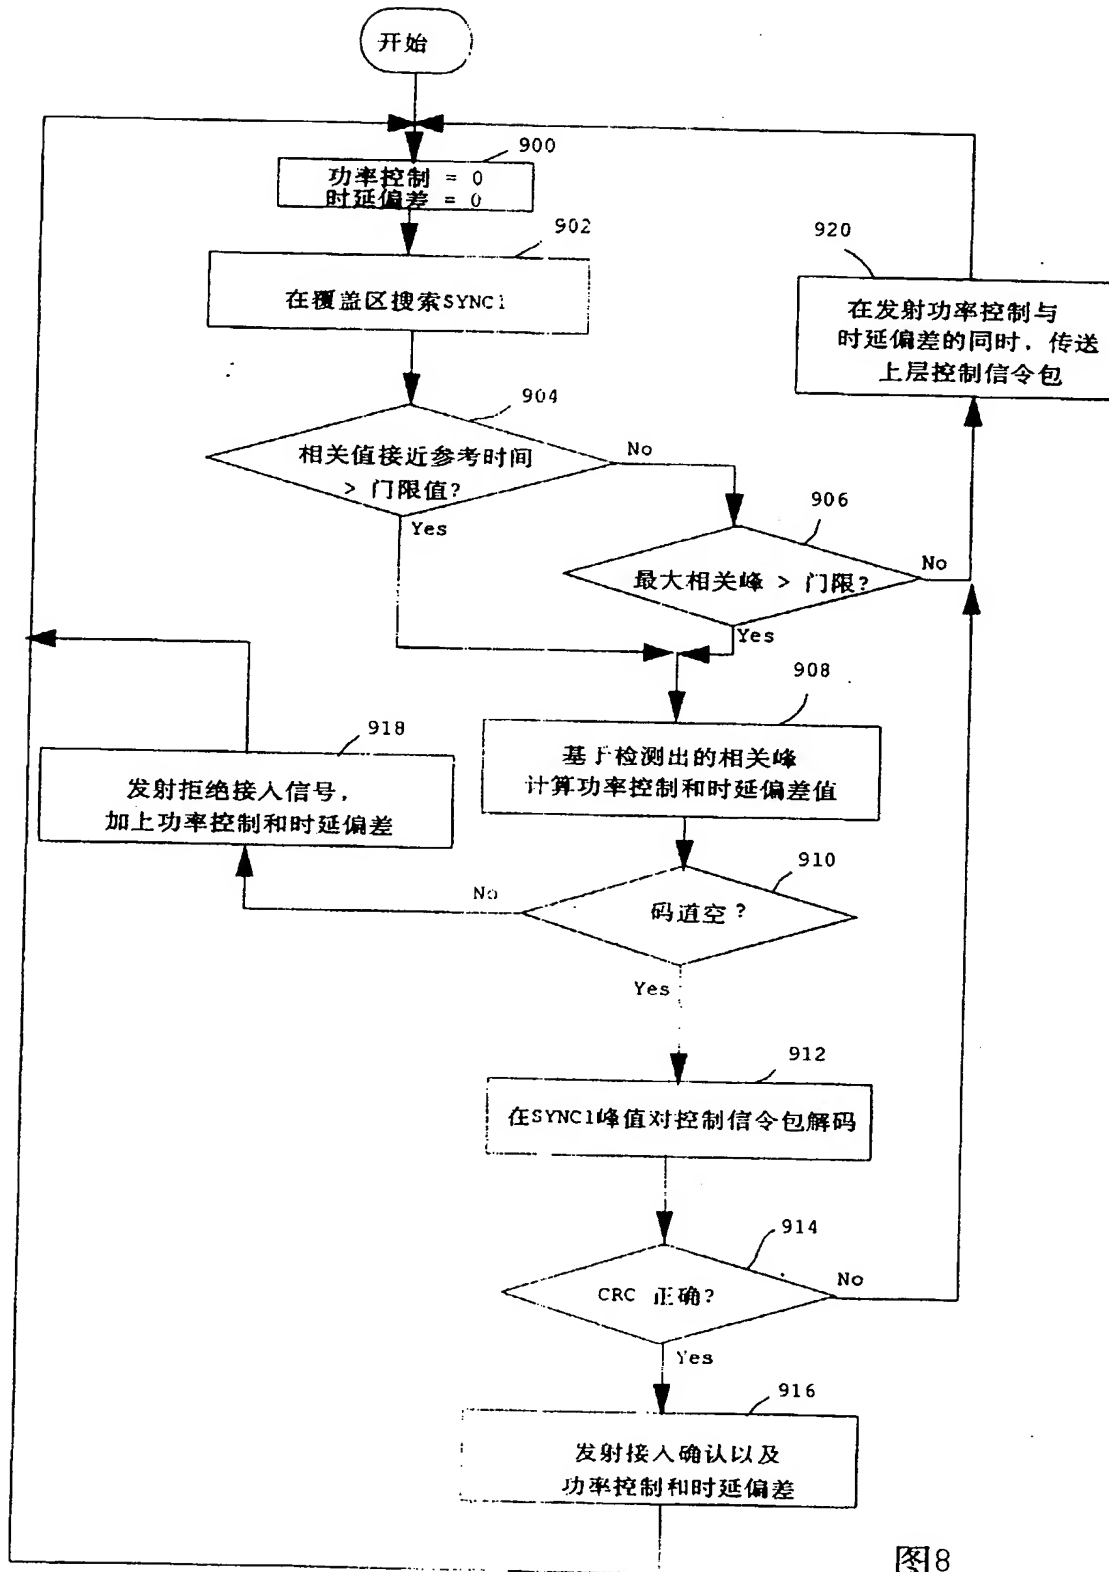 开始
900
功率控制 = 0
时延偏差 = 0
902
在覆盖区搜索SYNC1
920
在发射功率控制与
时延偏差的同时，传送
上层控制信令包
904
相关值接近参考时间
> 门限值?
No
Yes
906
最大相关峰 > 门限?
No
Yes
908
基于检测出的相关峰
计算功率控制和时延偏差值
918
发射拒绝接入信号，
加上功率控制和时延偏差
910
码道空?
No
Yes
912
在SYNC1峰值对控制信令包解码
914
CRC 正确?
No
Yes
916
发射接入确认以及
功率控制和时延偏差
图8